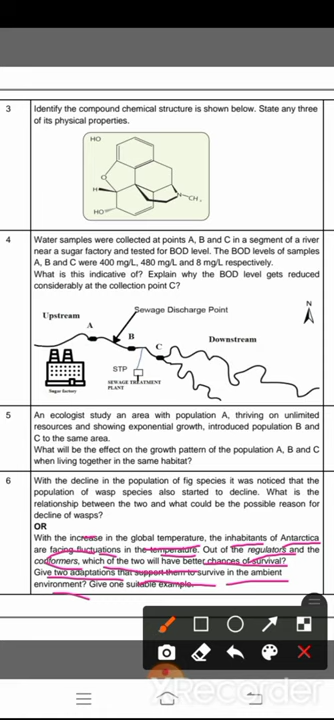 3
Identify the compound chemical structure is shown below. State any three
of its physical properties.
HO
O
H
N
CH,
HO
4
Water samples were collected at points A, B and C in a segment of a river
near a sugar factory and tested for BOD level. The BOD levels of samples
A, B and C were 400 mg/L, 480 mg/L and 8 mg/L respectively.
What is this indicative of? Explain why the BOD level gets reduced
considerably at the collection point C?
Sewage Discharge Point
N
Upstream
A
B
C
Downstream
STP
SEWAGE TREATMENT
PLANT
Sugar factory
5
An ecologist study an area with population A, thriving on unlimited
resources and showing exponential growth, introduced population B and
C to the same area.
What will be the effect on the growth pattern of the population A, B and C
when living together in the same habitat?
6
With the decline in the population of fig species it was noticed that the
population of wasp species also started to decline. What is the
relationship between the two and what could be the possible reason for
decline of wasps?
OR
With the increase in the global temperature, the inhabitants of Antarctica
are facing fluctuations in the temperature. Out of the regulators and the
conformers, which of the two will have better chances of survival?
Give two adaptations that support them to survive in the ambient
environment? Give one suitable example.
XRecorder